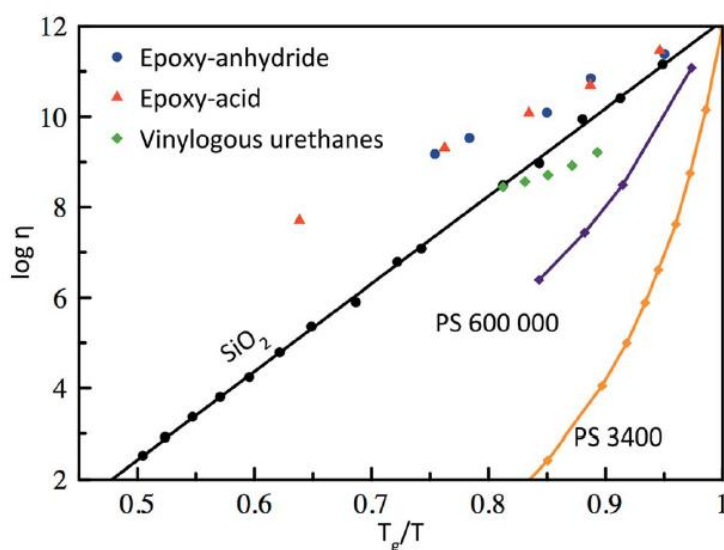 12
10
8
6
4
2
log η
Epoxy-anhydride
Epoxy-acid
Vinylogous urethanes
SiO2
PS 600 000
PS 3400
0.5 0.6 0.7 0.8 0.9 1
Tg/T